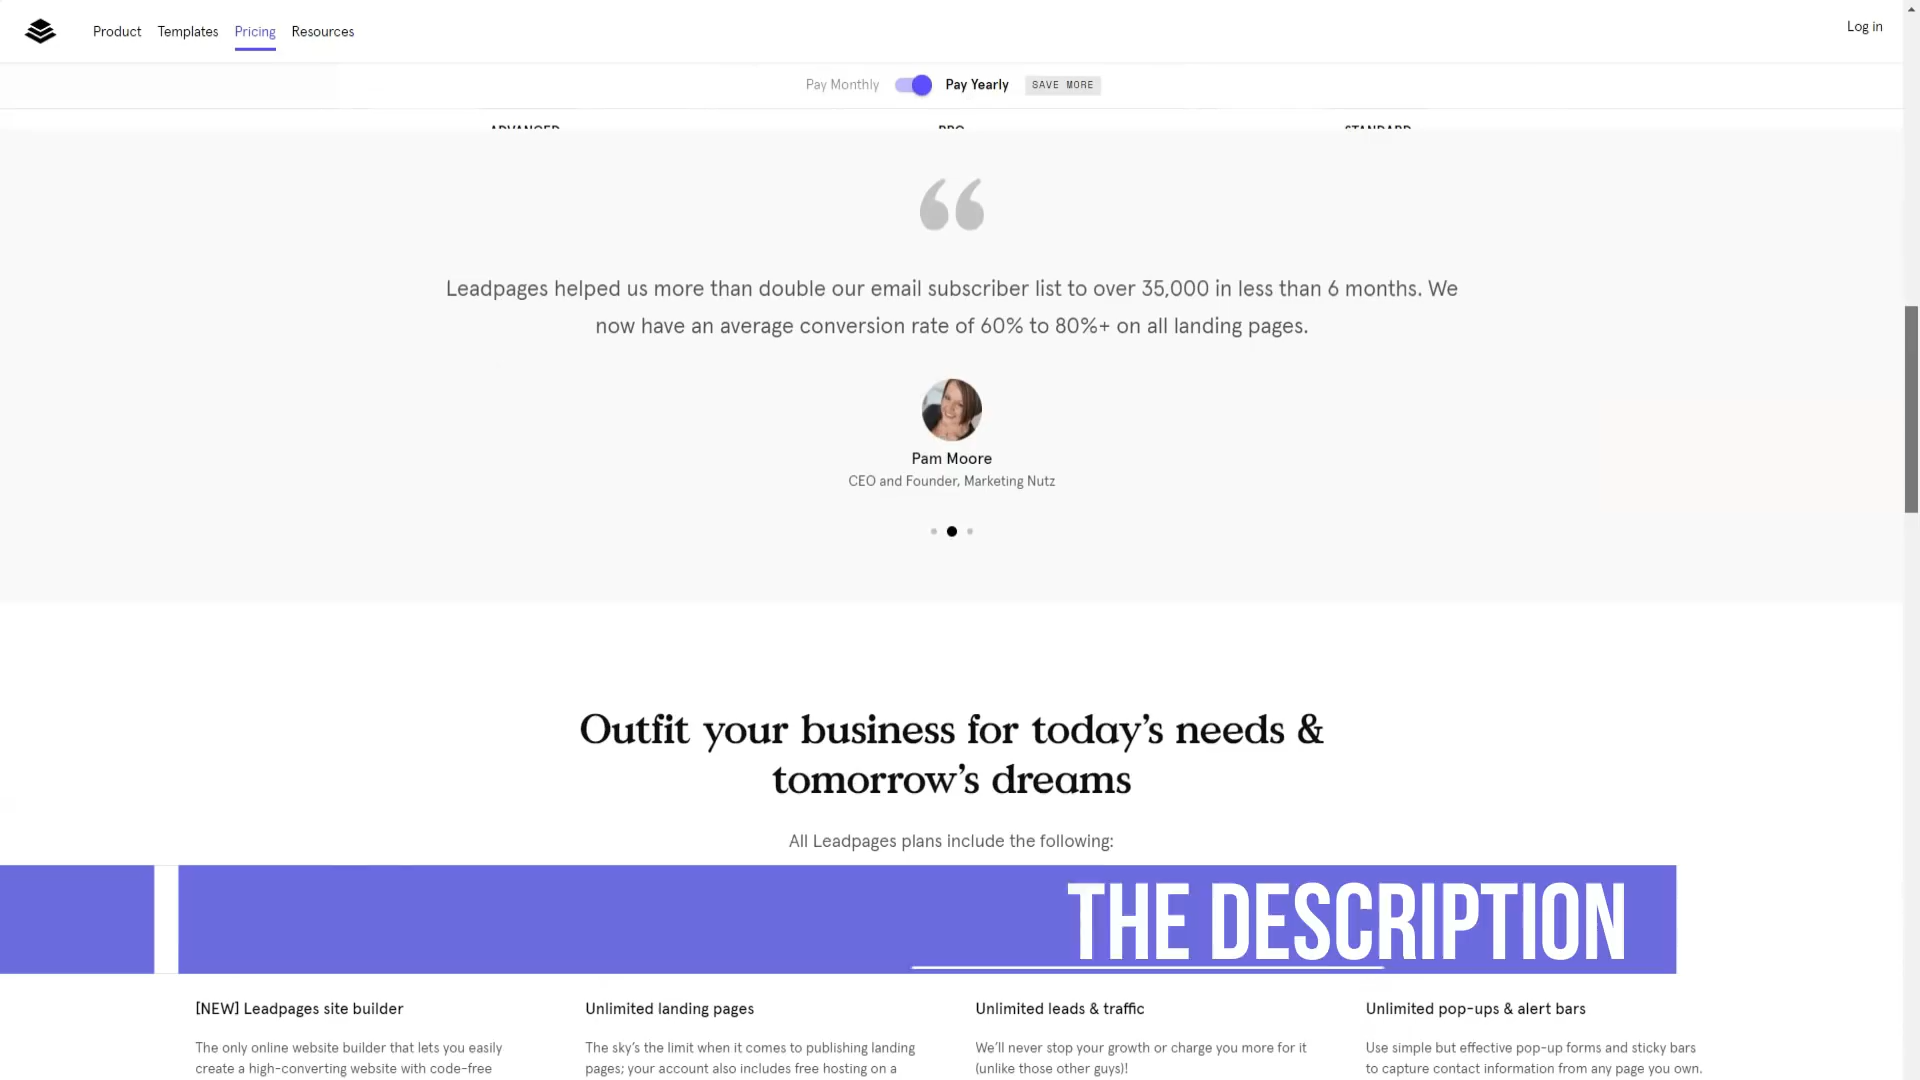 Product Templates Pricing Resources
Log in
Pay Monthly Pay Yearly SAVE MORE
ADVANCED PRO STANDARD
Leadpages helped us more than double our email subscriber list to over 35,000 in less than 6 months. We
now have an average conversion rate of 60% to 80%+ on all landing pages.
Pam Moore
CEO and Founder, Marketing Nutz
Outfit your business for today’s needs &
tomorrow’s dreams
All Leadpages plans include the following:
THE DESCRIPTION
[NEW] Leadpages site builder
The only online website builder that lets you easily
create a high-converting website with code-free
Unlimited landing pages
The sky’s the limit when it comes to publishing landing
pages; your account also includes free hosting on a
Unlimited leads & traffic
We’ll never stop your growth or charge you more for it
(unlike those other guys)!
Unlimited pop-ups & alert bars
Use simple but effective pop-up forms and sticky bars
to capture contact information from any page you own.